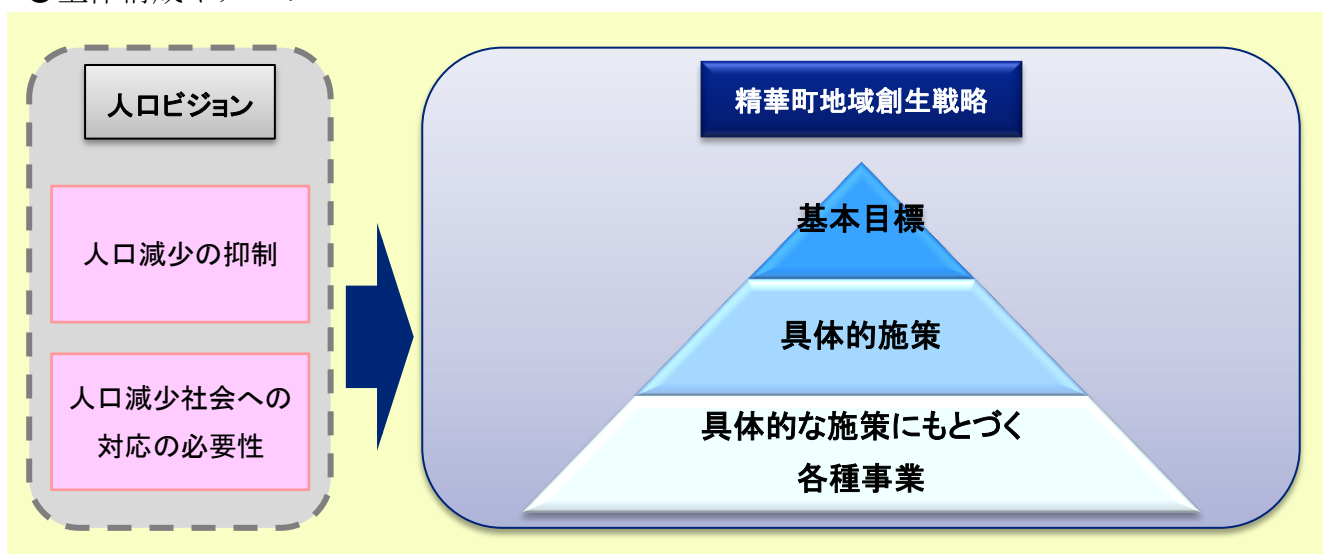 人口ビジョン
人口減少の抑制
人口減少社会への
対応の必要性
精華町地域創生戦略
基本目標
具体的施策
具体的な施策にもとづく
各種事業